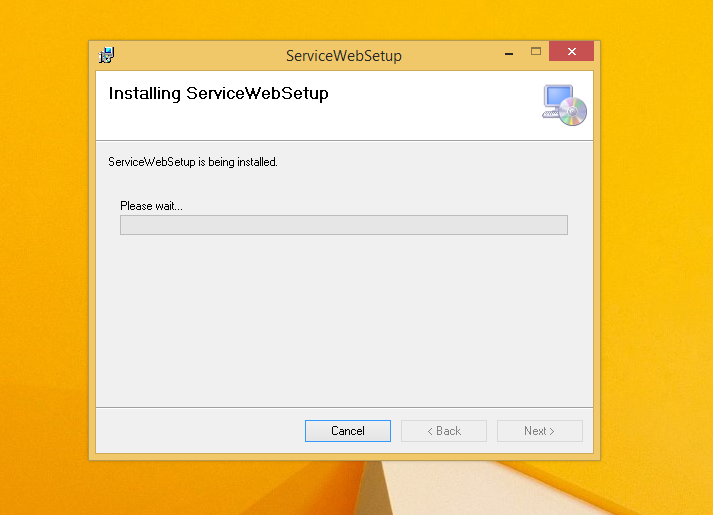 ServiceWebSetup
Installing ServiceWebSetup
ServiceWebSetup is being installed.
Please wait...
Cancel
< Back
Next >